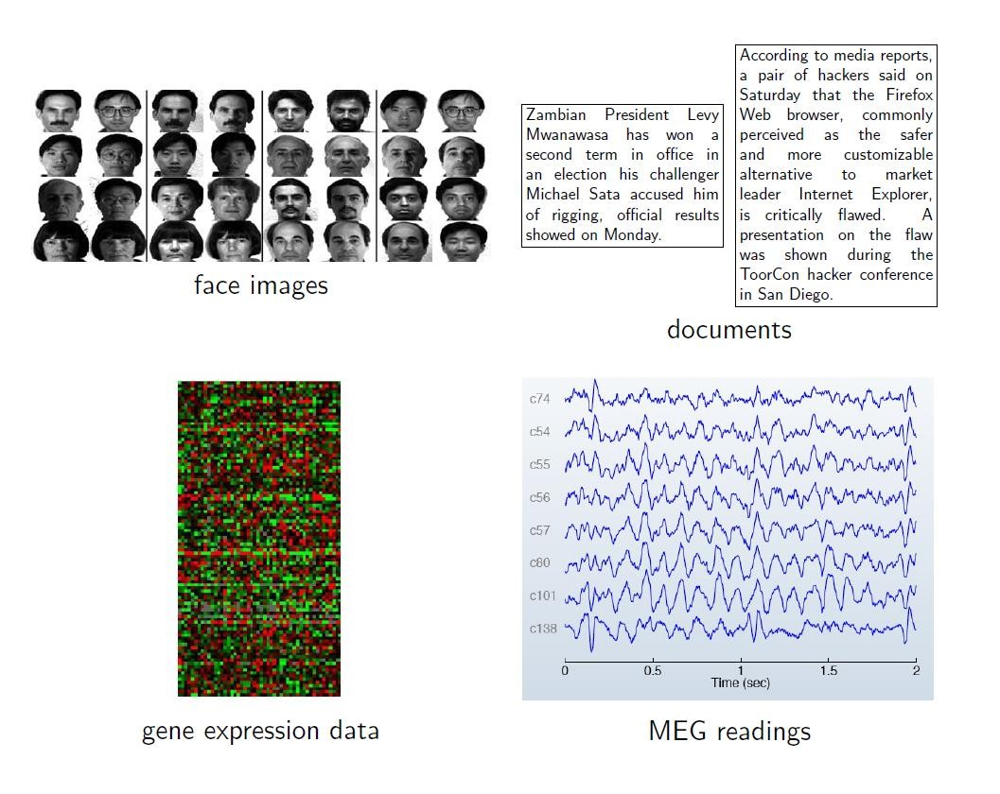 face images
Zambian President Levy
Mwanawasa has won a
second term in office in
an election his challenger
Michael Sata accused him
of rigging, official results
showed on Monday.
According to media reports,
a pair of hackers said on
Saturday that the Firefox
Web browser, commonly
perceived as the safer
and more customizable
alternative to market
leader Internet Explorer,
is critically flawed. A
presentation on the flaw
was shown during the
ToorCon hacker conference
in San Diego.
documents
gene expression data
c74
c54
c55
c56
c57
c80
c101
c138
0 0.5 1 1.5 2
Time (sec)
MEG readings